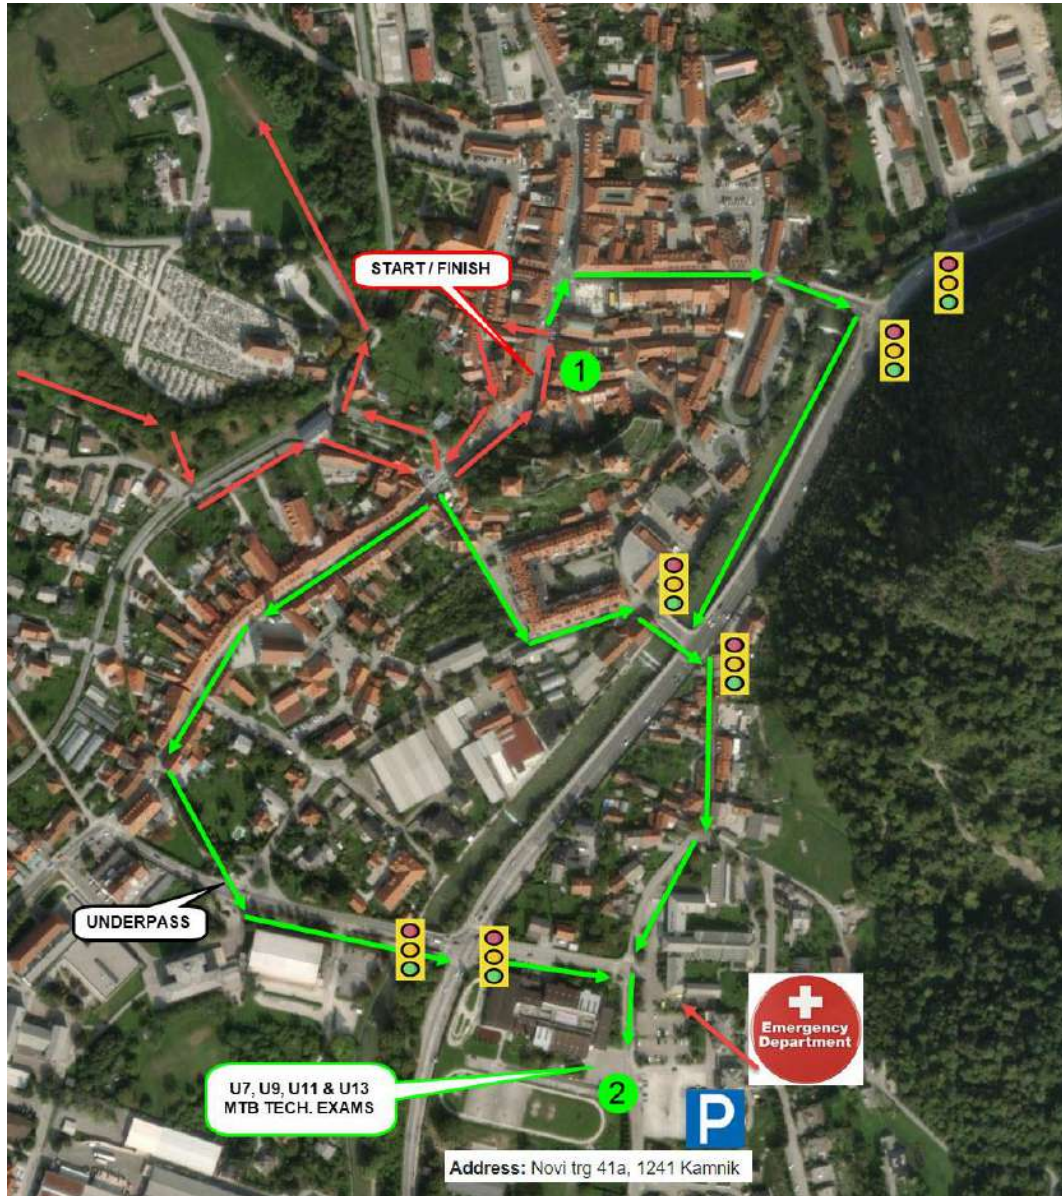 START / FINISH
1
UNDERPASS
Emergency
Department
U7, U9, U11 & U13
MTB TECH. EXAMS
2
P
Address: Novi trg 41a, 1241 Kamnik